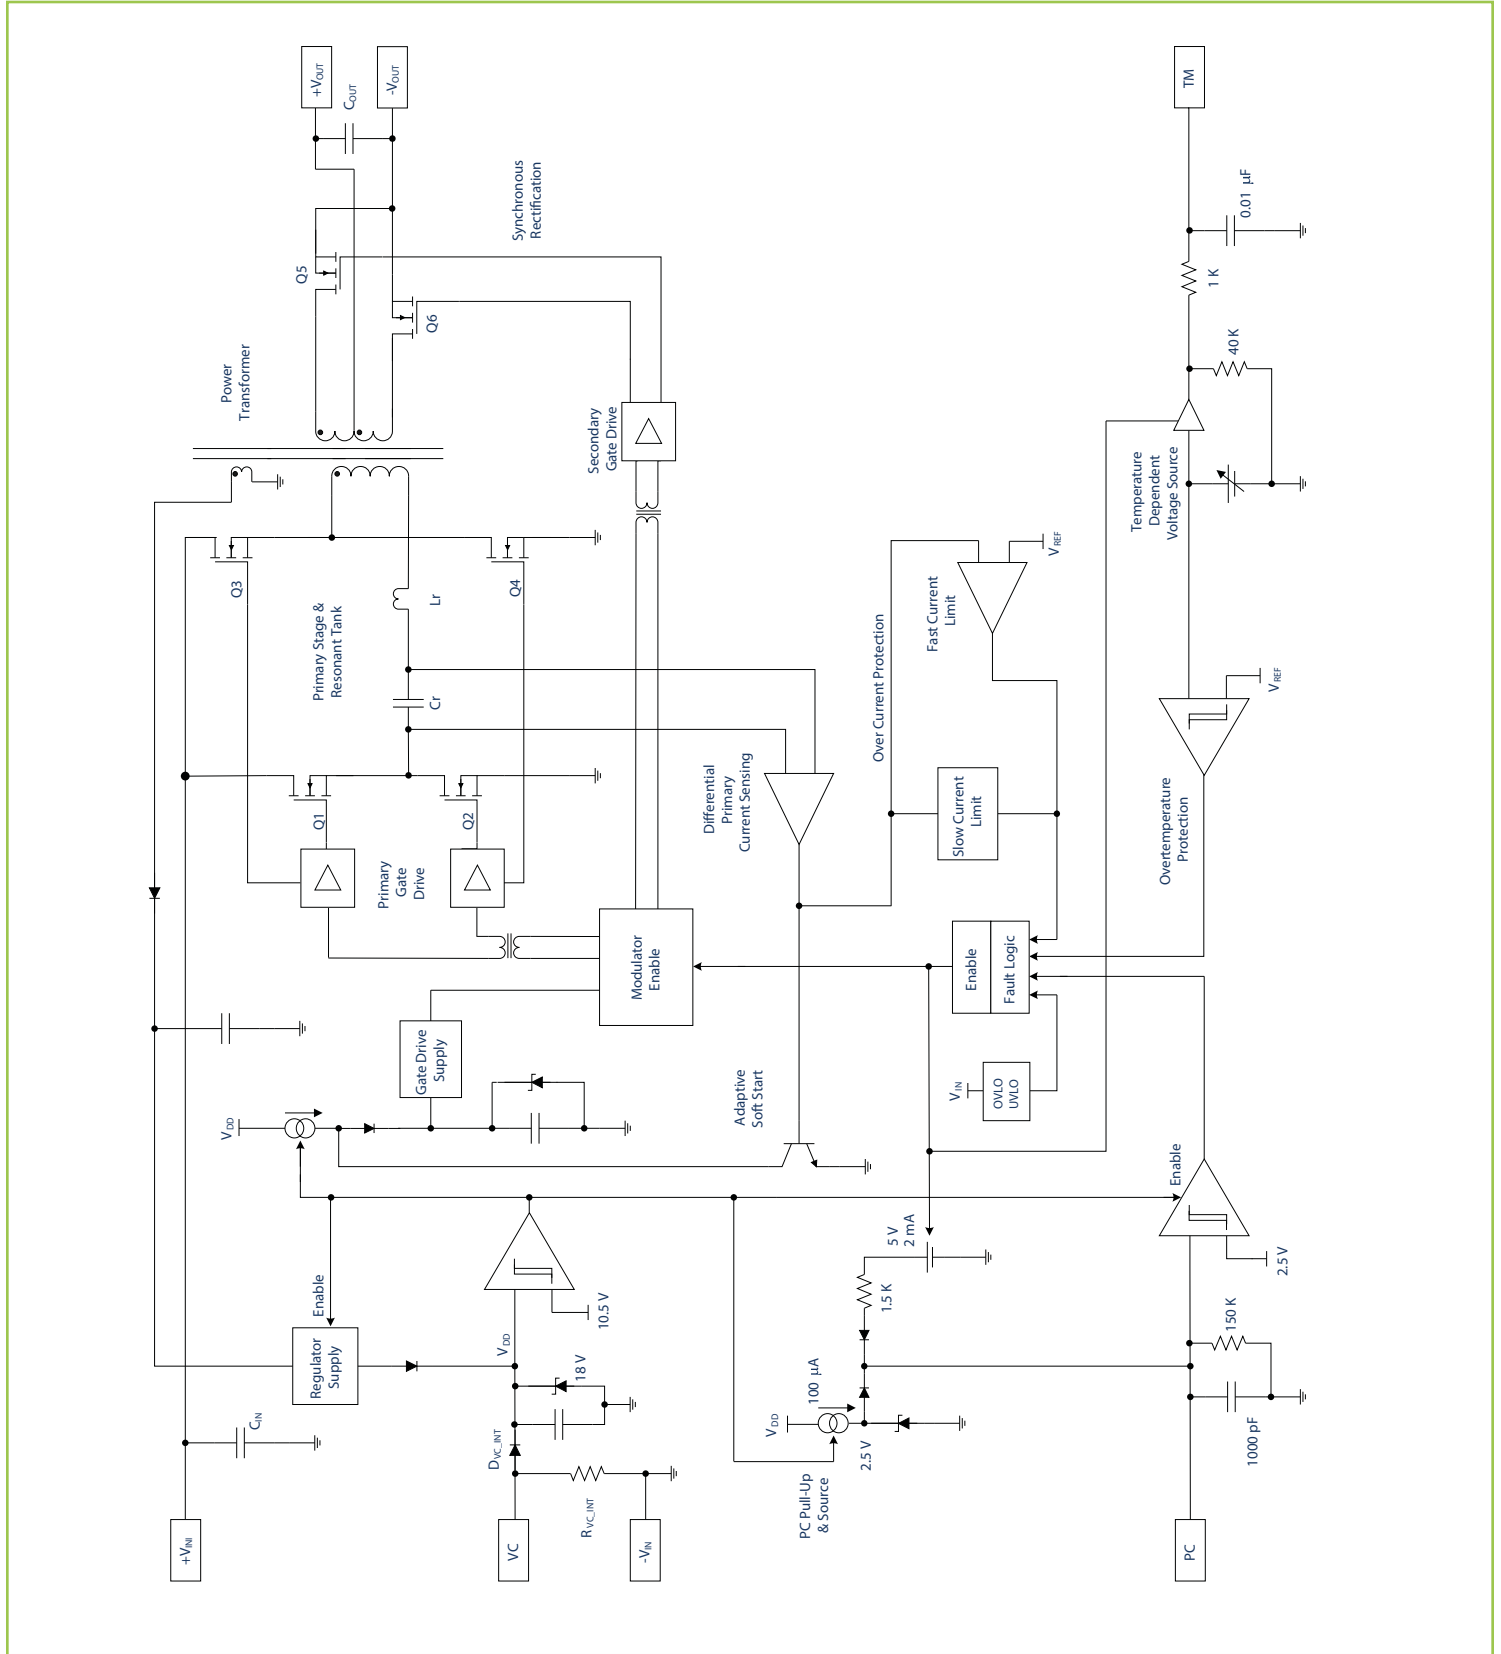 +VOUT
COUT
-VOUT
TM
Synchronous
Rectification
0.01 µF
Q5
Q6
1 K
Power
Transformer
40 K
Secondary
Gate Drive
Temperature
Dependent
Voltage Source
Q3
Q4
Primary Stage &
Resonant Tank
Lr
Cr
Fast Current
Limit
VREF
Over Current Protection
VREF
Differential
Primary
Current Sensing
Slow Current
Limit
Overtemperature
Protection
Q1
Q2
Primary
Gate
Drive
Modulator
Enable
Enable
Fault Logic
Gate Drive
Supply
Adaptive
Soft Start
VIN
OVLO
UVLO
VDD
Enable
5 V
2 mA
2.5 V
Enable
10.5 V
1.5 K
150 K
Regulator
Supply
VDD
18 V
100 µA
VDD
CIN
DVC_INT
2.5 V
1000 pF
PC Pull-Up
& Source
RVC_INT
+VINI
VC
-VIN
PC